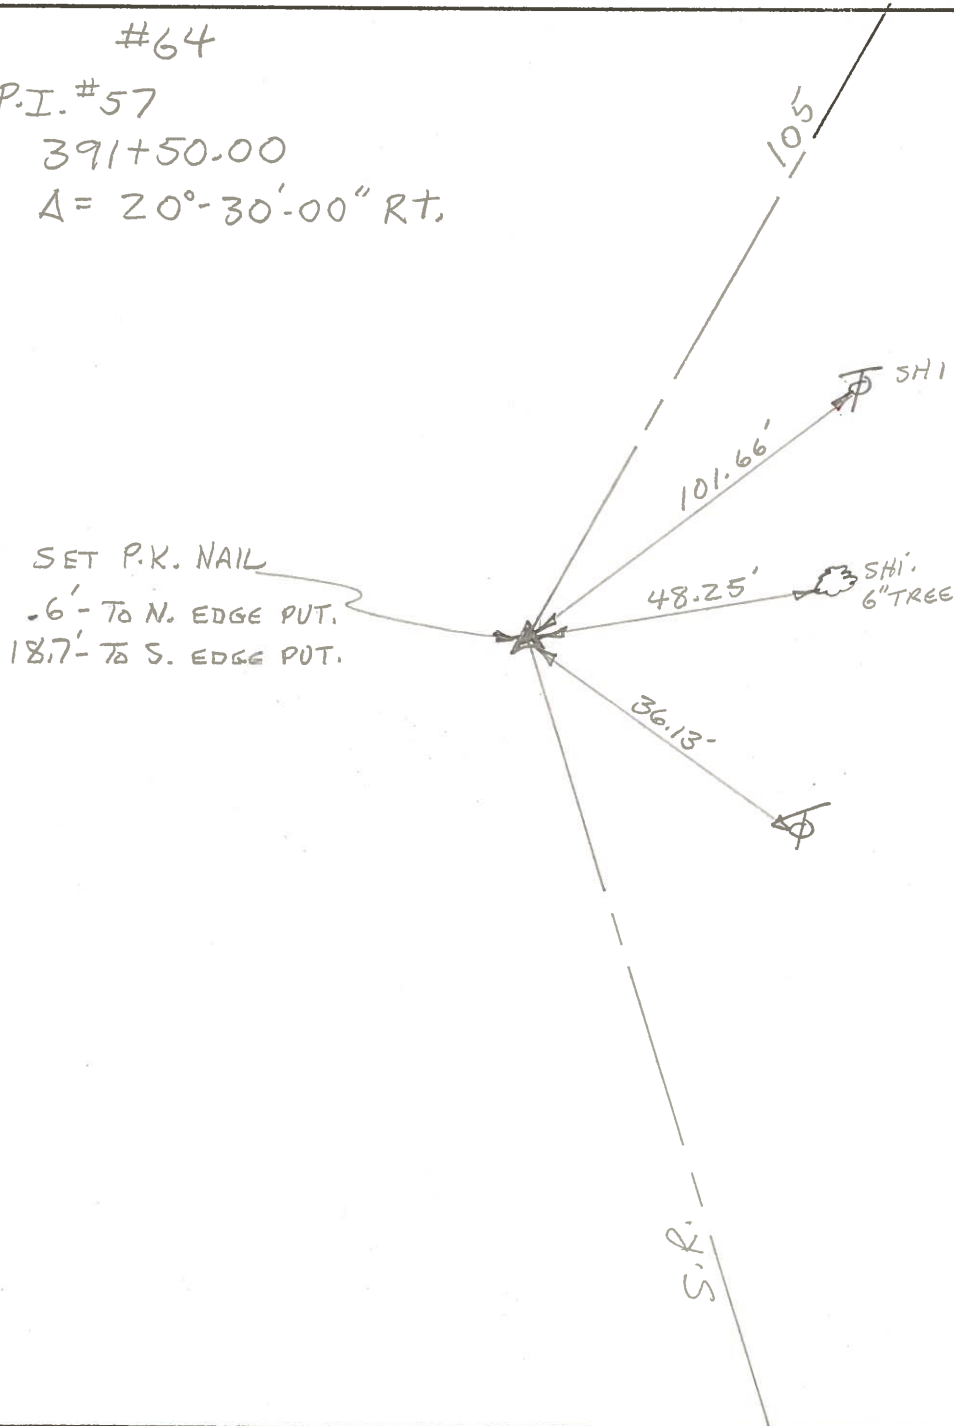 #64
P.I. #57
391+50.00
Δ= 20°-30'-00" Rt.
105
SHI
101.66'
SET P.K. NAIL
.6'- TO N. EDGE PVT.
18.7'- TO S. EDGE PVT.
48.25'
SHI.
6" TREE
36.13'
S.R.